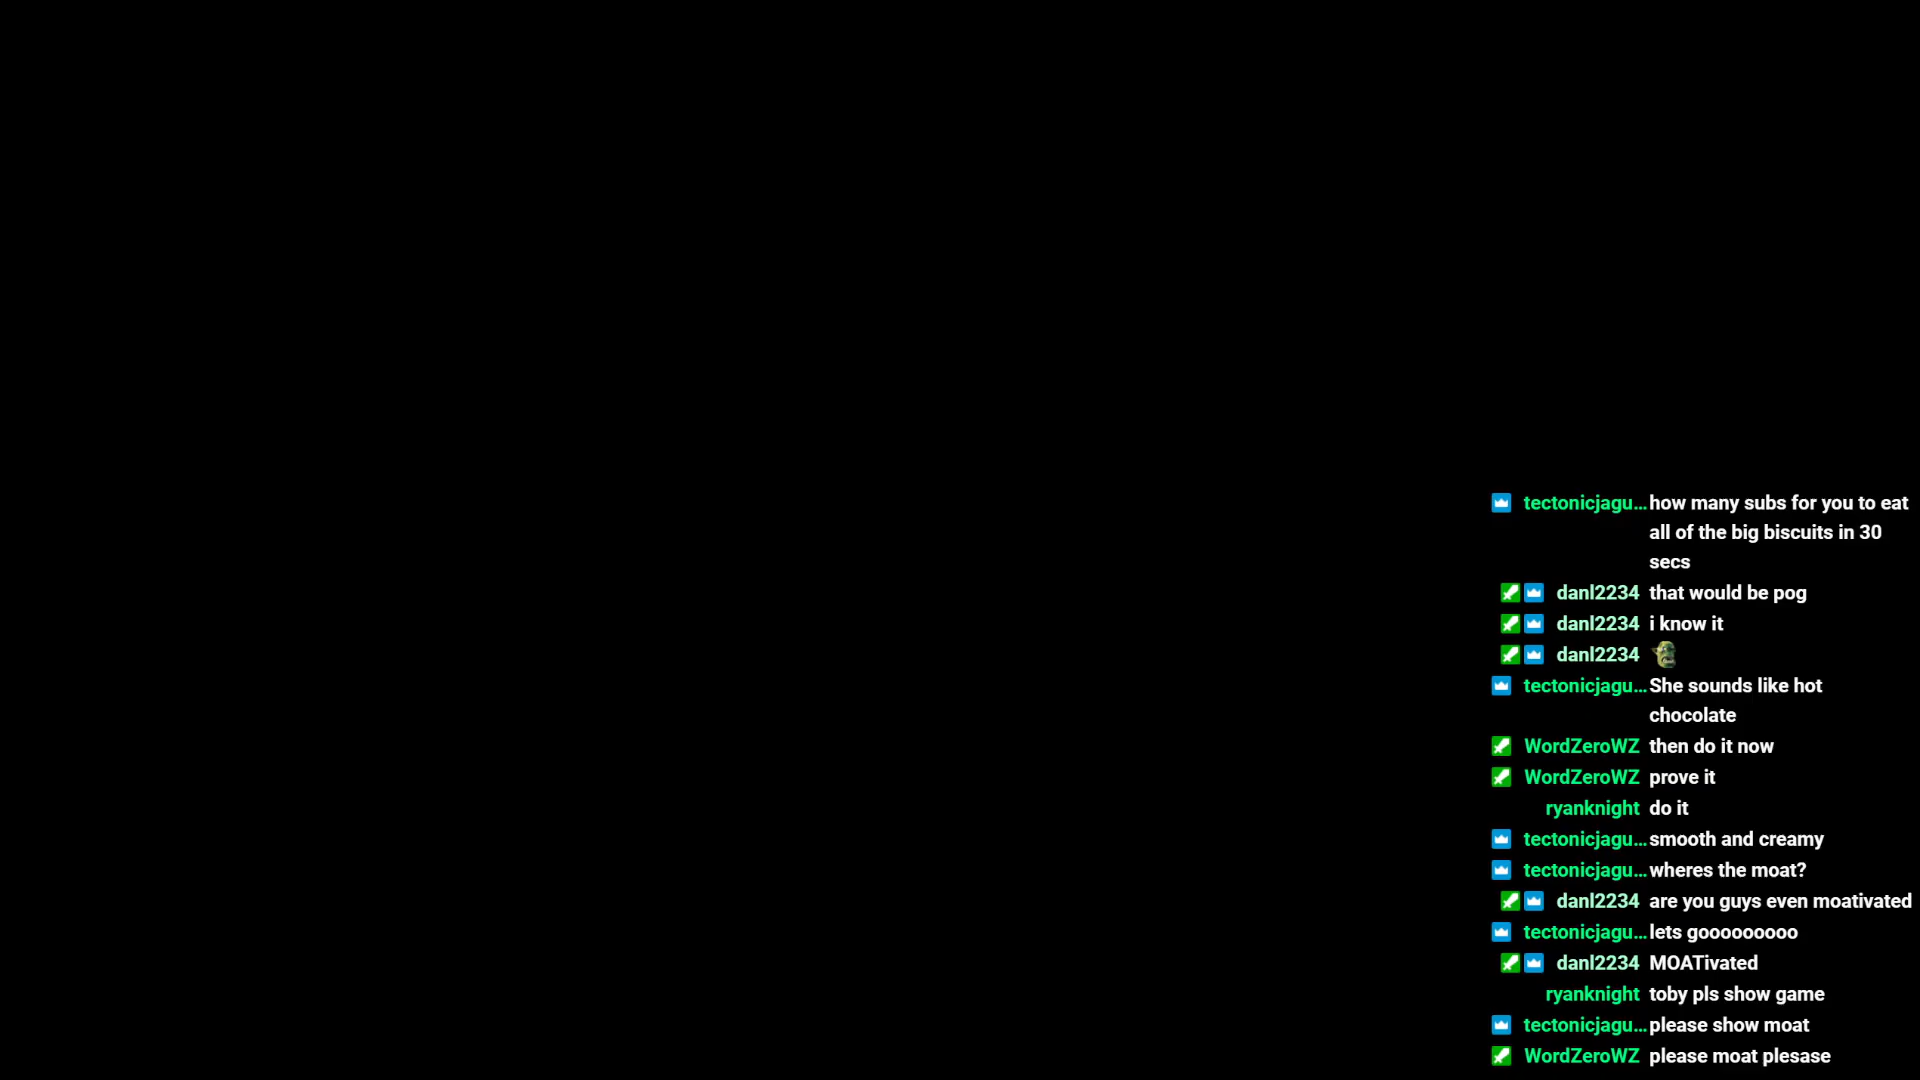 tectonicjagu... how many subs for you to eat
all of the big biscuits in 30
secs
danl2234 that would be pog
danl2234 i know it
danl2234
tectonicjagu... She sounds like hot
chocolate
WordZeroWZ then do it now
WordZeroWZ prove it
ryanknight do it
tectonicjagu... smooth and creamy
tectonicjagu... wheres the moat?
danl2234 are you guys even moativated
tectonicjagu... lets gooooooooo
danl2234 MOATivated
ryanknight toby pls show game
tectonicjagu... please show moat
WordZeroWZ please moat plesase